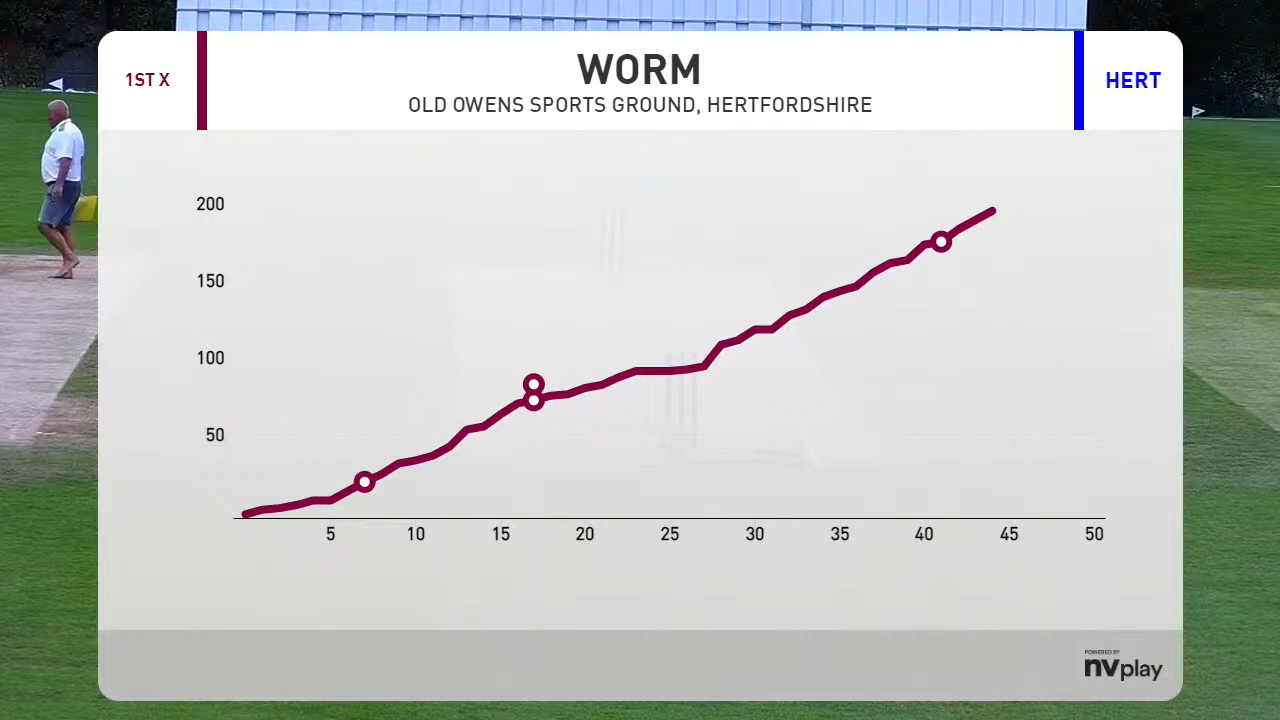 1ST X
WORM
OLD OWENS SPORTS GROUND, HERTFORDSHIRE
HERT
200
150
100
50
5 10 15 20 25 30 35 40 45 50
POWERED BY
nvplay